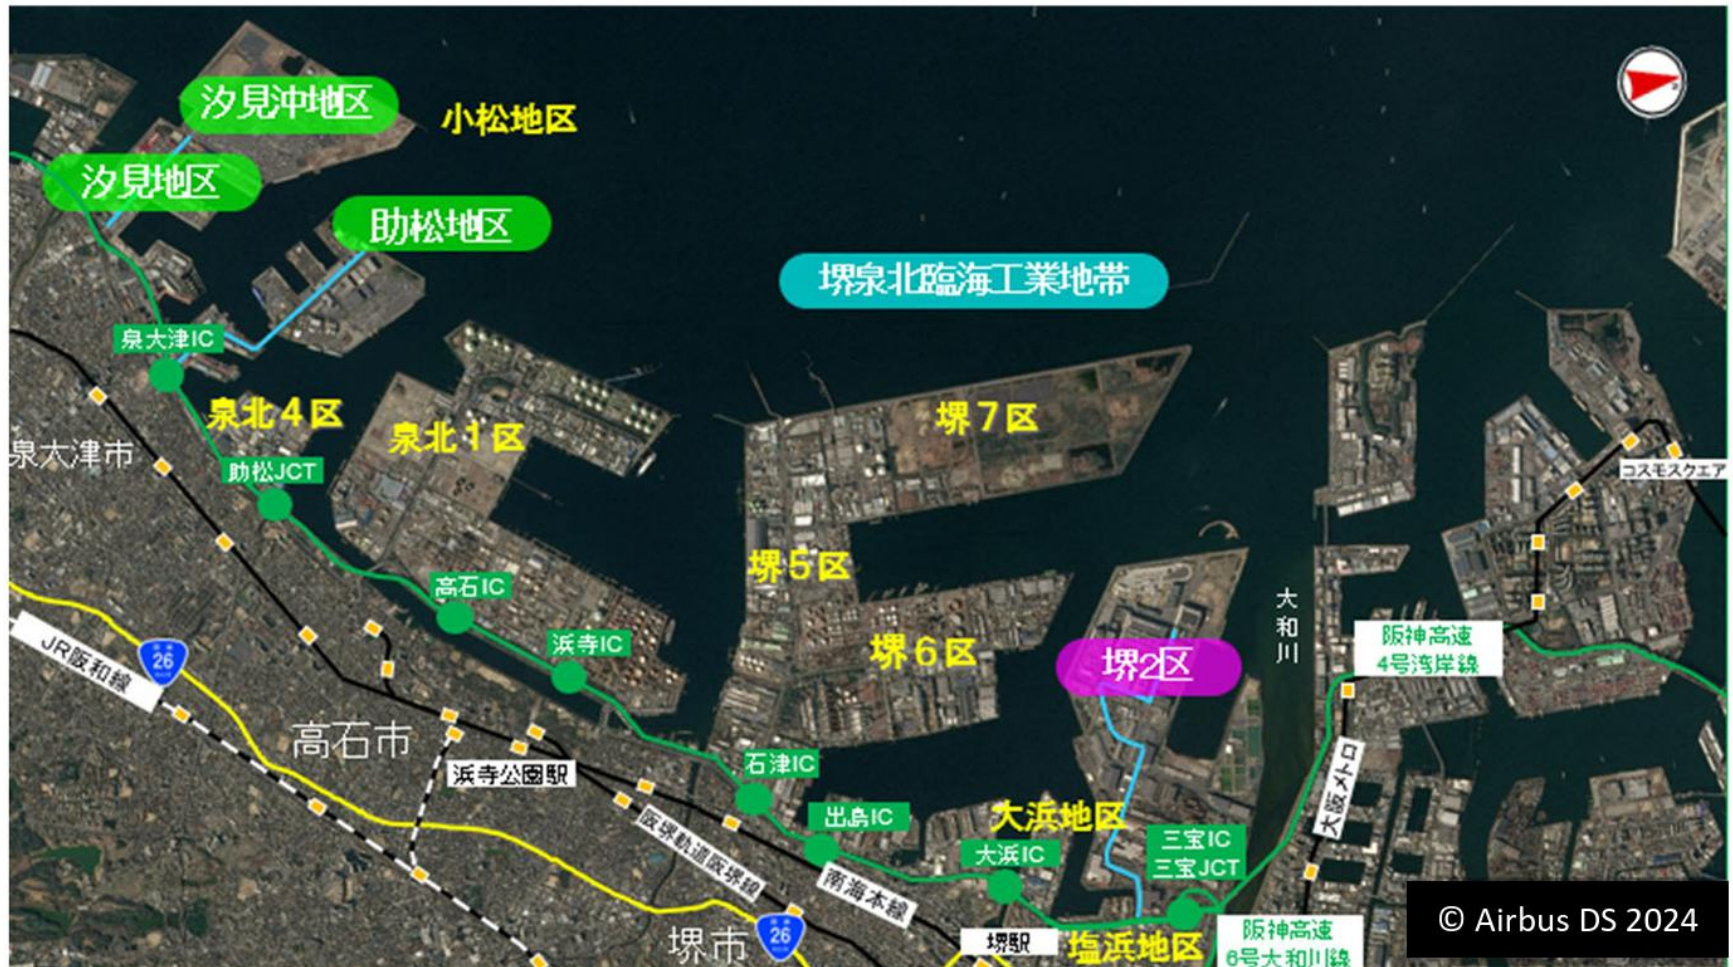 汐見沖地区
小松地区
汐見地区
助松地区
堺泉北臨海工業地帯
泉大津IC
泉北4区
泉北1区
堺7区
泉大津市
助松JCT
コスモスクエア
堺5区
高石IC
大和川
浜寺IC
堺6区
堺2区
阪神高速
4号湾岸線
JR阪和線
26
高石市
浜寺公園駅
石津IC
大阪メトロ
出島IC
大浜地区
阪堺軌道阪堺線
大浜IC
三宝IC
三宝JCT
南海本線
堺市
26
堺駅
塩浜地区
阪神高速
6号大和川線
© Airbus DS 2024